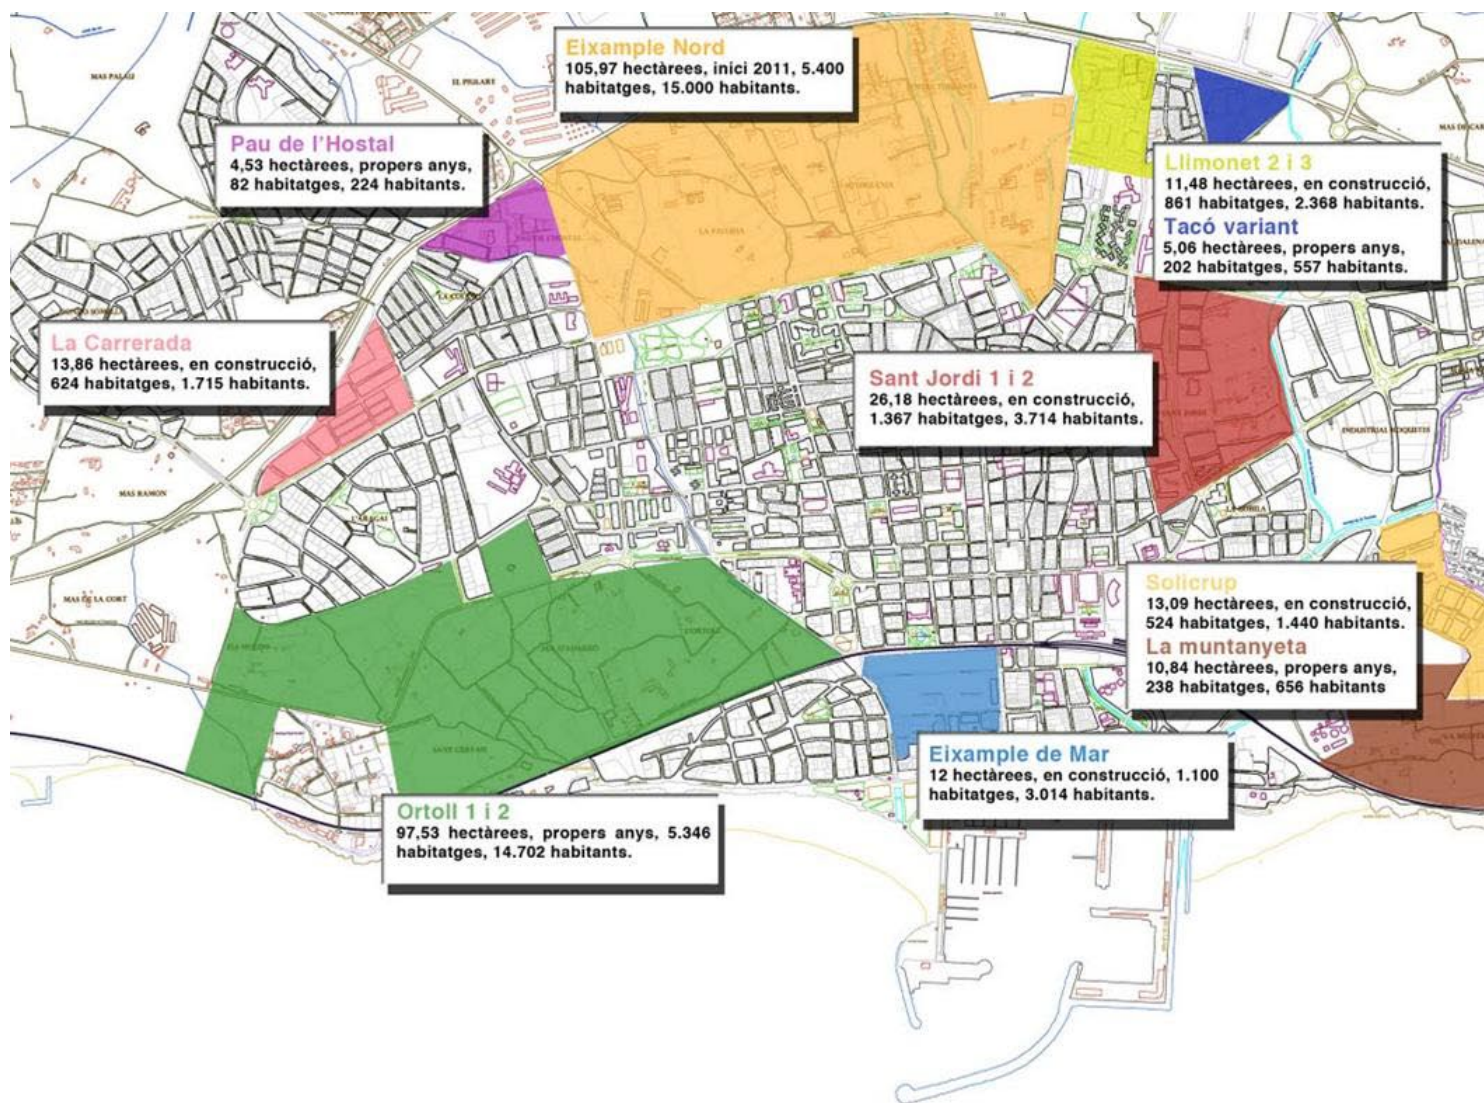 Eixample Nord
105,97 hectàrees, inici 2011, 5.400
habitatges, 15.000 habitants.
Pau de l'Hostal
4,53 hectàrees, propers anys,
82 habitatges, 224 habitants.
Llimonet 2 i 3
11,48 hectàrees, en construcció,
861 habitatges, 2.368 habitants.
Tacó variant
5,06 hectàrees, propers anys,
202 habitatges, 557 habitants.
La Carrerada
13,86 hectàrees, en construcció,
624 habitatges, 1.715 habitants.
Sant Jordi 1 i 2
26,18 hectàrees, en construcció,
1.367 habitatges, 3.714 habitants.
Solicrup
13,09 hectàrees, en construcció,
524 habitatges, 1.440 habitants.
La muntanyeta
10,84 hectàrees, propers anys,
238 habitatges, 656 habitants
Eixample de Mar
12 hectàrees, en construcció, 1.100
habitatges, 3.014 habitants.
Ortoll 1 i 2
97,53 hectàrees, propers anys, 5.346
habitatges, 14.702 habitants.
MAS PALAU
EL PIULART
MAS RAMON
MAS DE LA CORT
L'ARAGAI
INDUSTRIAL ROQUETES